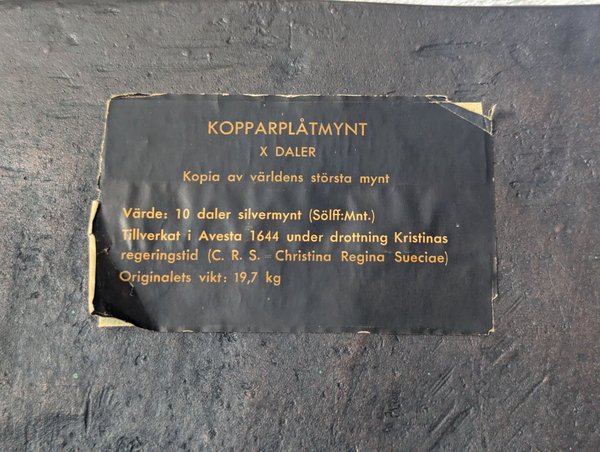 KOPPARPLÅTMYNT
X DALER
Kopia av världens största mynt
Värde: 10 daler silvermynt (Sölff:Mnt.)
Tillverkat i Avesta 1644 under drottning Kristinas
regeringstid (C. R. S. = Christina Regina Sueciae)
Originalets vikt: 19,7 kg